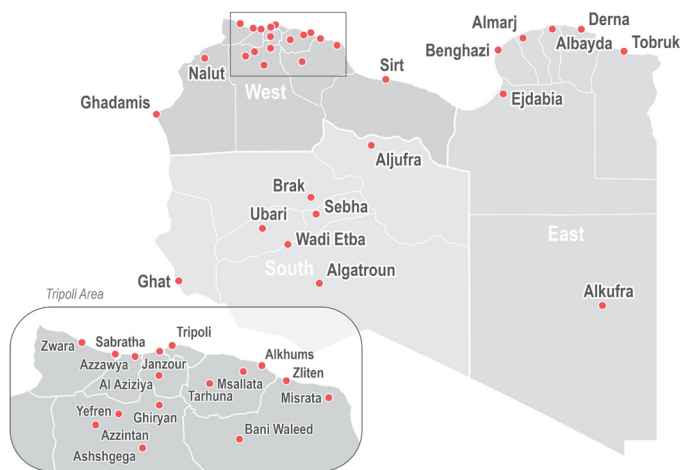 Almarj
Derna
Albayda
Tobruk
Benghazi
Nalut
Sirt
West
Ejdabia
Ghadamis
Aljufra
Brak
Sebha
Ubari
Wadi Etba
East
South
Algatroun
Ghat
Alkufra
Tripoli Area
Tripoli
Zwara
Sabratha
Azzawya
Janzour
Alkhums
Al Aziziya
Msallata
Zliten
Tarhuna
Misrata
Yefren
Ghiryan
Azzintan
Bani Waleed
Ashshgega